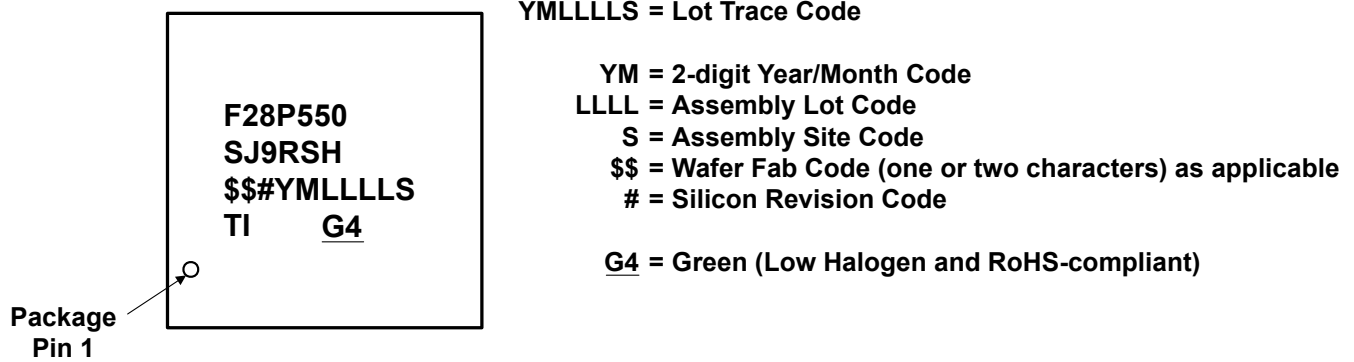 YMLLLLS = Lot Trace Code
YM = 2-digit Year/Month Code
LLLL = Assembly Lot Code
S = Assembly Site Code
$$ = Wafer Fab Code (one or two characters) as applicable
# = Silicon Revision Code
G4 = Green (Low Halogen and RoHS-compliant)
F28P550
SJ9RSH
$$#YMLLLLS
TI G4
Package
Pin 1